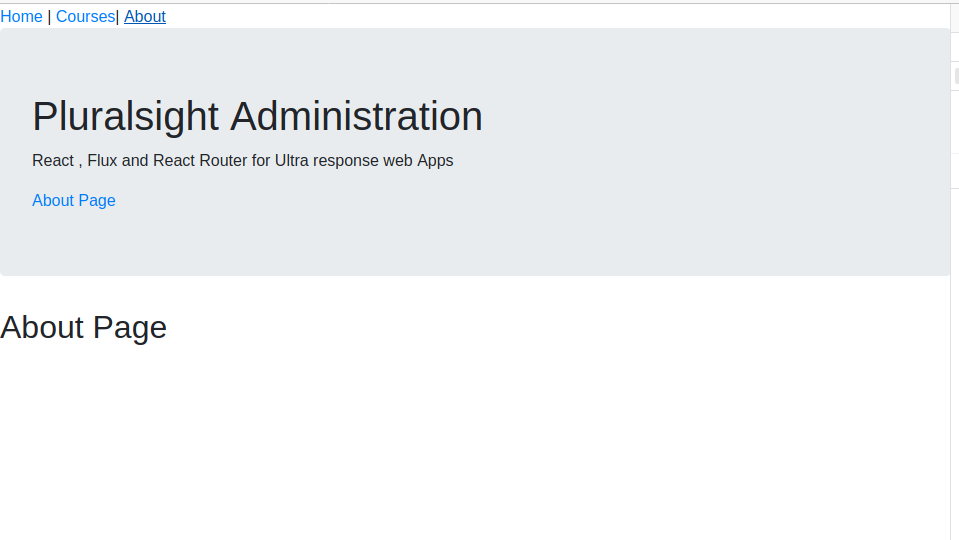 Home | Courses| About
Pluralsight Administration
React , Flux and React Router for Ultra response web Apps
About Page
About Page